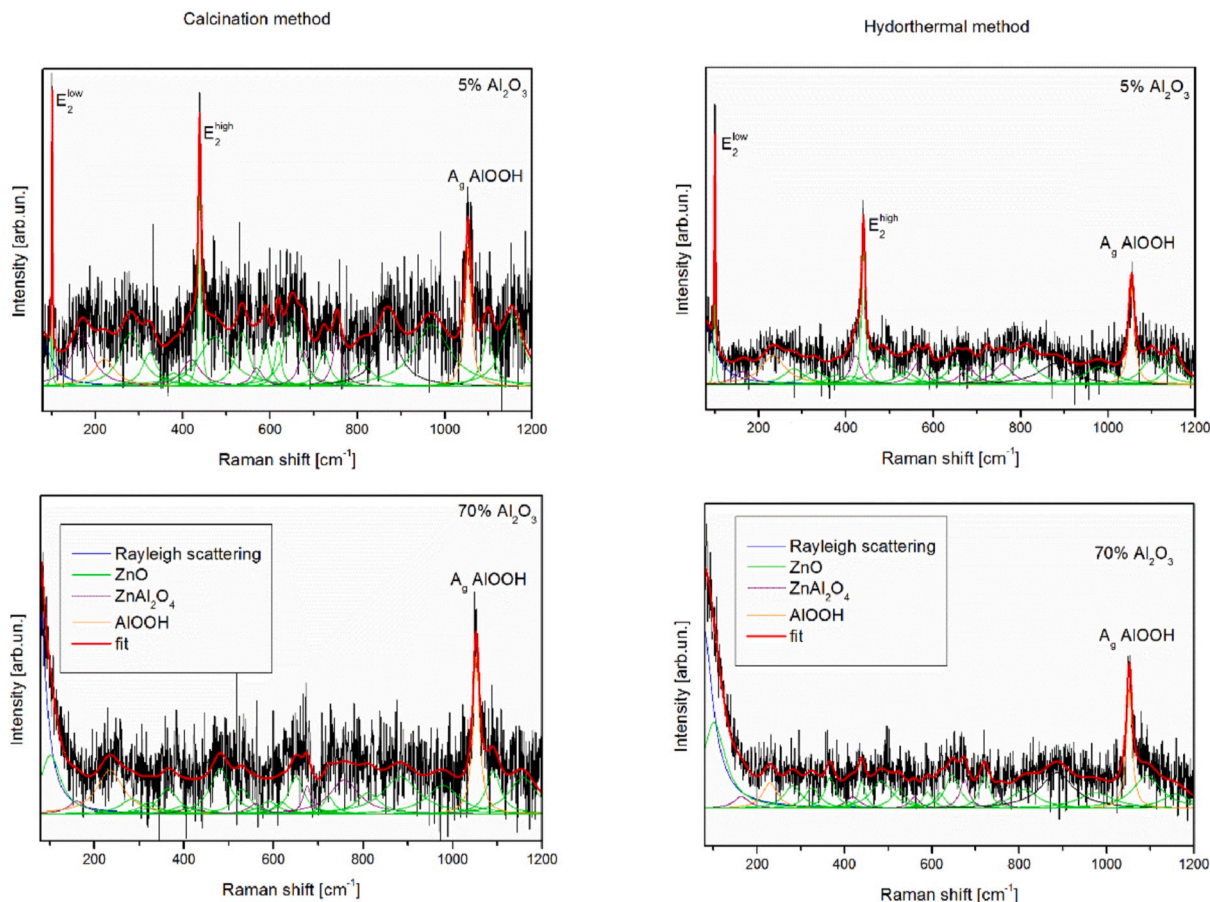 Calcination method
Hydorthermal method
5% Al₂O₃
E₂ˡᵒʷ
E₂ʰⁱᵍʰ
A_g AlOOH
Intensity [arb.un.]
200 400 600 800 1000 1200
Raman shift [cm⁻¹]
5% Al₂O₃
E₂ˡᵒʷ
E₂ʰⁱᵍʰ
A_g AlOOH
Intensity [arb.un.]
200 400 600 800 1000 1200
Raman shift [cm⁻¹]
70% Al₂O₃
Rayleigh scattering
ZnO
ZnAl₂O₄
AlOOH
fit
A_g AlOOH
Intensity [arb.un.]
200 400 600 800 1000 1200
Raman shift [cm⁻¹]
70% Al₂O₃
Rayleigh scattering
ZnO
ZnAl₂O₄
AlOOH
fit
A_g AlOOH
Intensity [arb.un.]
200 400 600 800 1000 1200
Raman shift [cm⁻¹]